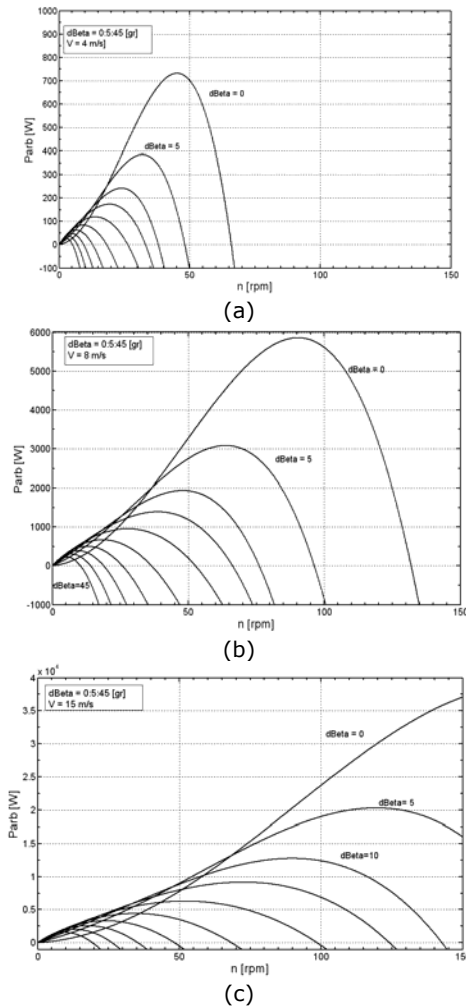 1000
900
800
700
600
500
400
300
200
100
0
-100
Parb [W]
dBeta = 0:5:45 [gr]
V = 4 m/s]
dBeta = 0
dBeta = 5
0
50
100
150
n [rpm]
(a)
6000
5000
4000
3000
2000
1000
0
-1000
Parb [W]
dBeta = 0:5:45 [gr]
V = 8 m/s
dBeta = 0
dBeta = 5
dBeta=45
0
50
100
150
n [rpm]
(b)
4
3.5
3
2.5
2
1.5
1
0.5
0
Parb [W]
dBeta = 0:5:45 [gr]
V = 15 m/s
dBeta = 0
dBeta= 5
dBeta=10
0
50
100
150
n [rpm]
(c)